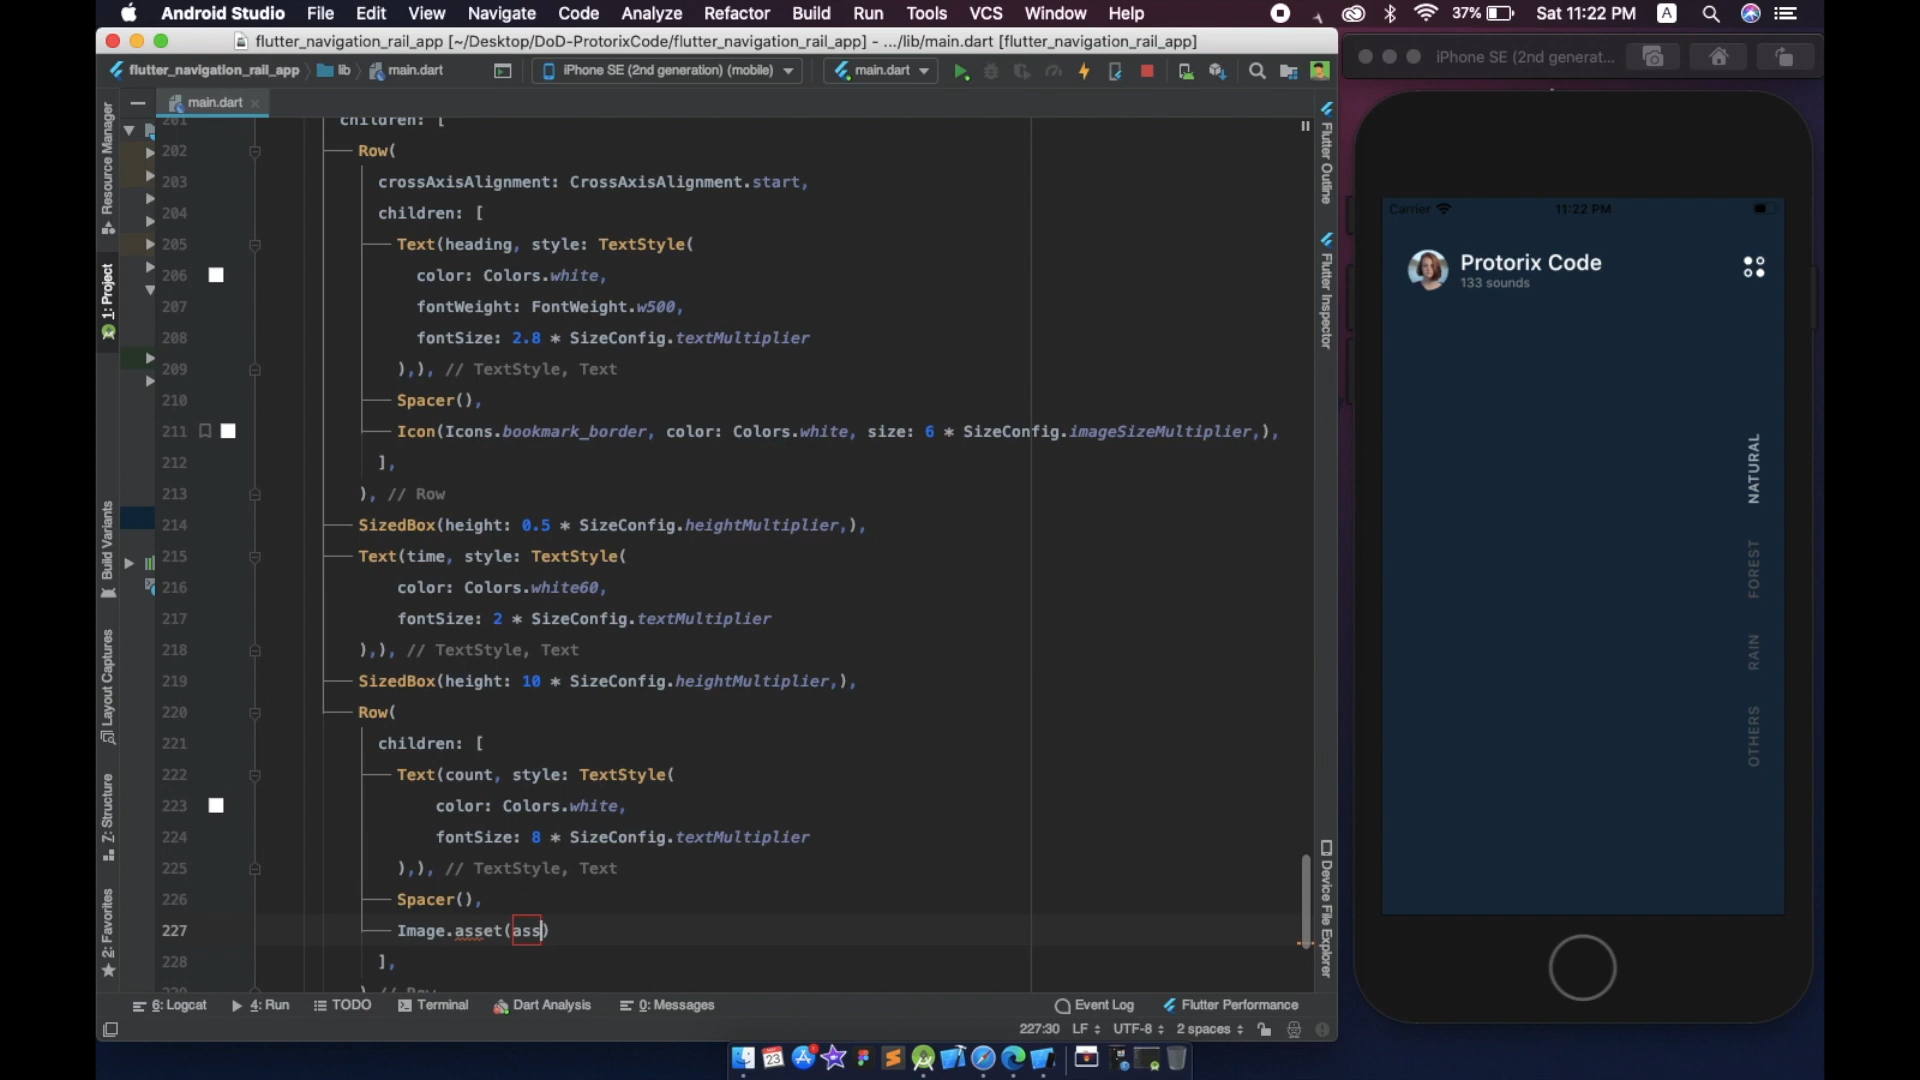 Android Studio File Edit View Navigate Code Analyze Refactor Build Run Tools VCS Window Help 37% Sat 11:22 PM A
flutter_navigation_rail_app [~/Desktop/DoD-ProtorixCode/flutter_navigation_rail_app] - .../lib/main.dart [flutter_navigation_rail_app]
flutter_navigation_rail_app lib main.dart iPhone SE (2nd generation) (mobile) main.dart
main.dart
201 children: [
202 Row(
203 crossAxisAlignment: CrossAxisAlignment.start,
204 children: [
205 Text(heading, style: TextStyle(
206 color: Colors.white,
207 fontWeight: FontWeight.w500,
208 fontSize: 2.8 * SizeConfig.textMultiplier
209 ),), // TextStyle, Text
210 Spacer(),
211 Icon(Icons.bookmark_border, color: Colors.white, size: 6 * SizeConfig.imageSizeMultiplier,),
212 ],
213 ), // Row
214 SizedBox(height: 0.5 * SizeConfig.heightMultiplier,),
215 Text(time, style: TextStyle(
216 color: Colors.white60,
217 fontSize: 2 * SizeConfig.textMultiplier
218 ),), // TextStyle, Text
219 SizedBox(height: 10 * SizeConfig.heightMultiplier,),
220 Row(
221 children: [
222 Text(count, style: TextStyle(
223 color: Colors.white,
224 fontSize: 8 * SizeConfig.textMultiplier
225 ),), // TextStyle, Text
226 Spacer(),
227 Image.asset(ass)
228 ],
Resource Manager
1: Project
Build Variants
Layout Captures
7: Structure
2: Favorites
Flutter Outline
Flutter Inspector
Device File Explorer
6: Logcat 4: Run TODO Terminal Dart Analysis 0: Messages Event Log Flutter Performance
227:30 LF UTF-8 2 spaces
iPhone SE (2nd generat...
Carrier 11:22 PM
Protorix Code
133 sounds
NATURAL
FOREST
RAIN
OTHERS
23